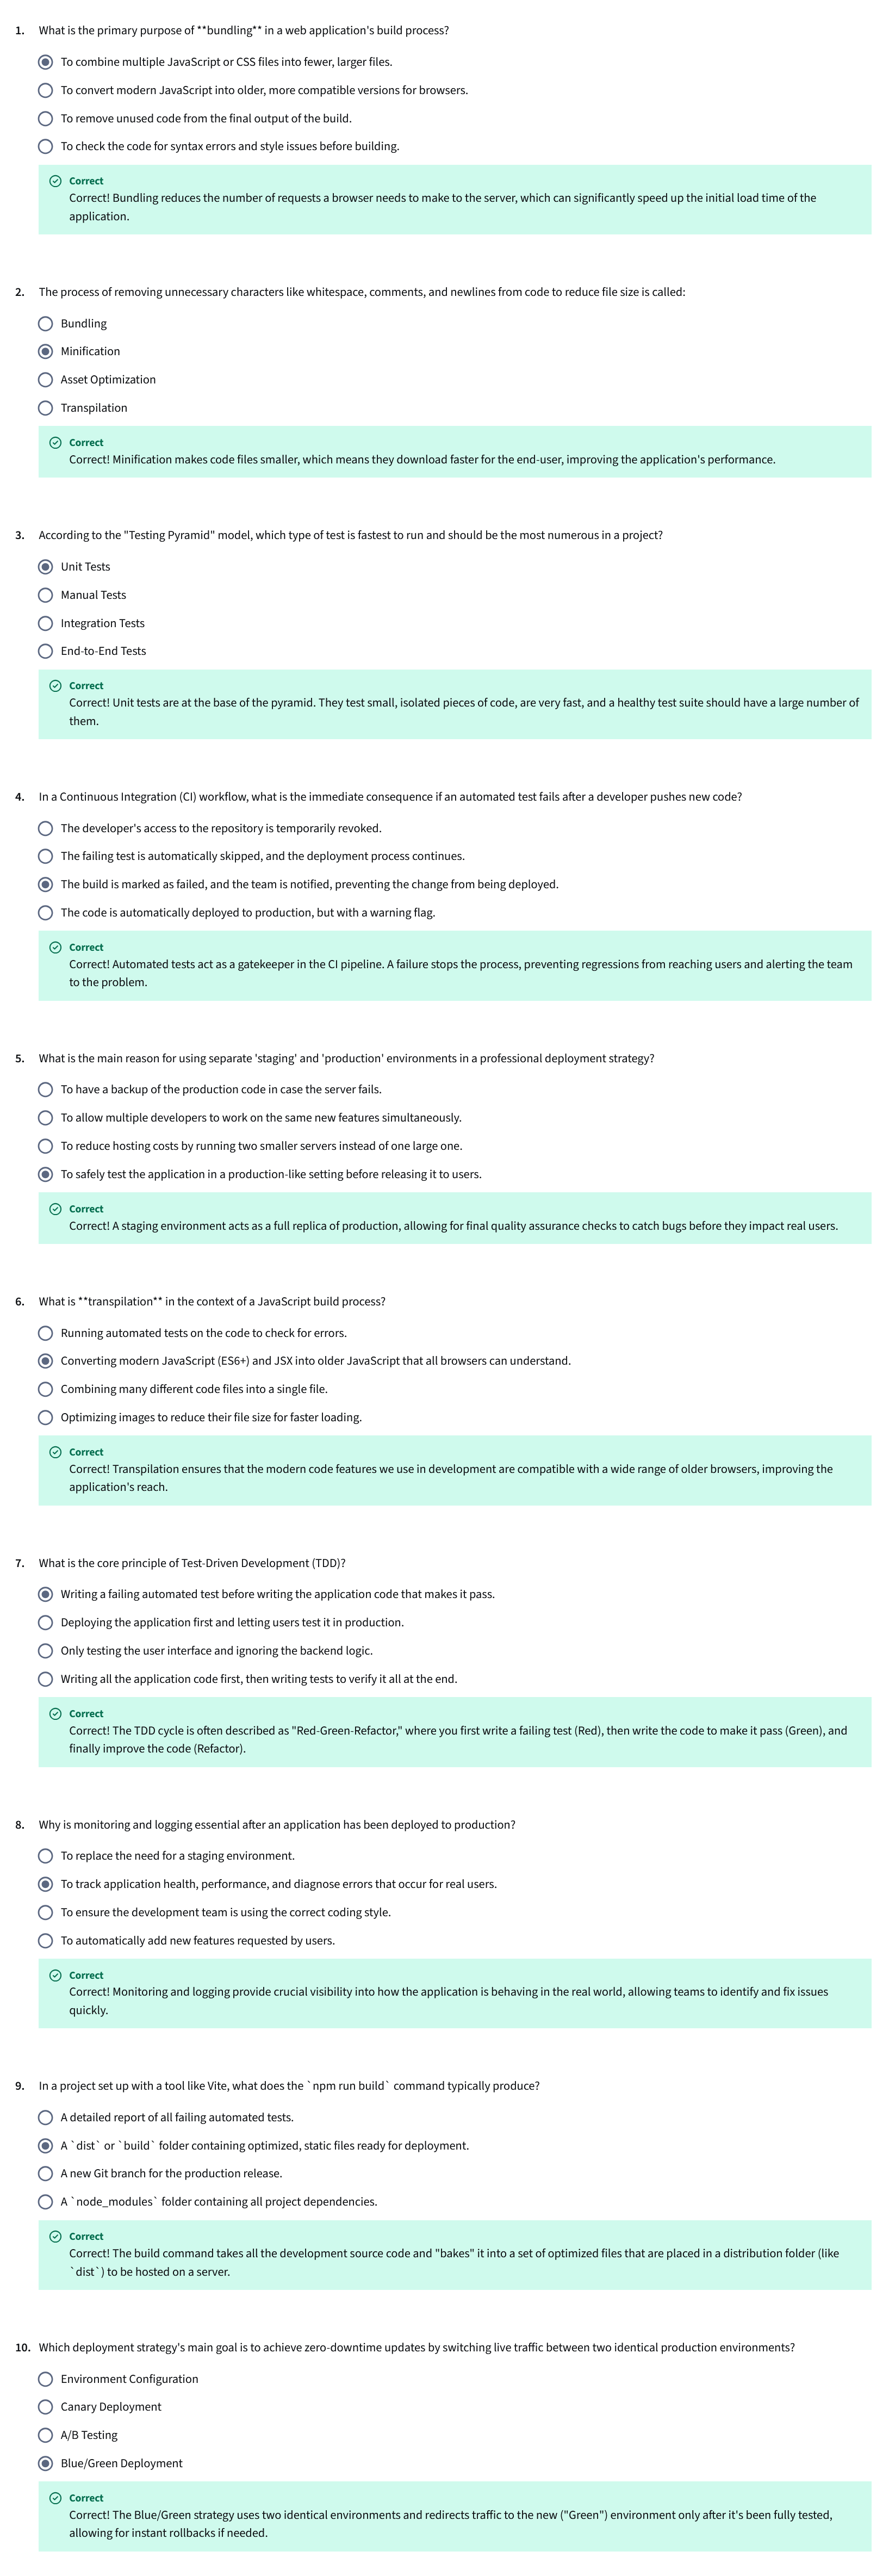 1. What is the primary purpose of **bundling** in a web application's build process?
To combine multiple JavaScript or CSS files into fewer, larger files.
To convert modern JavaScript into older, more compatible versions for browsers.
To remove unused code from the final output of the build.
To check the code for syntax errors and style issues before building.
Correct
Correct! Bundling reduces the number of requests a browser needs to make to the server, which can significantly speed up the initial load time of the
application.
2. The process of removing unnecessary characters like whitespace, comments, and newlines from code to reduce file size is called:
Bundling
Minification
Asset Optimization
Transpilation
Correct
Correct! Minification makes code files smaller, which means they download faster for the end-user, improving the application's performance.
3. According to the "Testing Pyramid" model, which type of test is fastest to run and should be the most numerous in a project?
Unit Tests
Manual Tests
Integration Tests
End-to-End Tests
Correct
Correct! Unit tests are at the base of the pyramid. They test small, isolated pieces of code, are very fast, and a healthy test suite should have a large number of
them.
4. In a Continuous Integration (CI) workflow, what is the immediate consequence if an automated test fails after a developer pushes new code?
The developer's access to the repository is temporarily revoked.
The failing test is automatically skipped, and the deployment process continues.
The build is marked as failed, and the team is notified, preventing the change from being deployed.
The code is automatically deployed to production, but with a warning flag.
Correct
Correct! Automated tests act as a gatekeeper in the CI pipeline. A failure stops the process, preventing regressions from reaching users and alerting the team
to the problem.
5. What is the main reason for using separate 'staging' and 'production' environments in a professional deployment strategy?
To have a backup of the production code in case the server fails.
To allow multiple developers to work on the same new features simultaneously.
To reduce hosting costs by running two smaller servers instead of one large one.
To safely test the application in a production-like setting before releasing it to users.
Correct
Correct! A staging environment acts as a full replica of production, allowing for final quality assurance checks to catch bugs before they impact real users.
6. What is **transpilation** in the context of a JavaScript build process?
Running automated tests on the code to check for errors.
Converting modern JavaScript (ES6+) and JSX into older JavaScript that all browsers can understand.
Combining many different code files into a single file.
Optimizing images to reduce their file size for faster loading.
Correct
Correct! Transpilation ensures that the modern code features we use in development are compatible with a wide range of older browsers, improving the
application's reach.
7. What is the core principle of Test-Driven Development (TDD)?
Writing a failing automated test before writing the application code that makes it pass.
Deploying the application first and letting users test it in production.
Only testing the user interface and ignoring the backend logic.
Writing all the application code first, then writing tests to verify it all at the end.
Correct
Correct! The TDD cycle is often described as "Red-Green-Refactor," where you first write a failing test (Red), then write the code to make it pass (Green), and
finally improve the code (Refactor).
8. Why is monitoring and logging essential after an application has been deployed to production?
To replace the need for a staging environment.
To track application health, performance, and diagnose errors that occur for real users.
To ensure the development team is using the correct coding style.
To automatically add new features requested by users.
Correct
Correct! Monitoring and logging provide crucial visibility into how the application is behaving in the real world, allowing teams to identify and fix issues
quickly.
9. In a project set up with a tool like Vite, what does the `npm run build` command typically produce?
A detailed report of all failing automated tests.
A `dist` or `build` folder containing optimized, static files ready for deployment.
A new Git branch for the production release.
A `node_modules` folder containing all project dependencies.
Correct
Correct! The build command takes all the development source code and "bakes" it into a set of optimized files that are placed in a distribution folder (like
`dist`) to be hosted on a server.
10. Which deployment strategy's main goal is to achieve zero-downtime updates by switching live traffic between two identical production environments?
Environment Configuration
Canary Deployment
A/B Testing
Blue/Green Deployment
Correct
Correct! The Blue/Green strategy uses two identical environments and redirects traffic to the new ("Green") environment only after it's been fully tested,
allowing for instant rollbacks if needed.